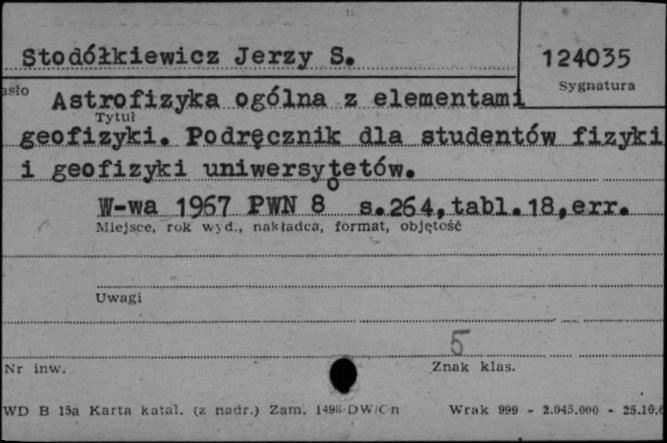 Stodółkiewicz Jerzy S.
124035
Sygnatura
asło
Astrofizyka ogólna z elementami
Tytuł
geofizyki. Podręcznik dla studentów fizyki
i geofizyki uniwersytetów.
W-wa 1967 PWN 8° s.264,tabl.18,err.
Miejsce, rok wyd., nakładca, format, objętość
Uwagi
5
Nr inw.
Znak klas.
WD B 15a Karta katal. (z nadr.) Zam. 1498 Wrak 999 - 2.045.000 - 25.10.6